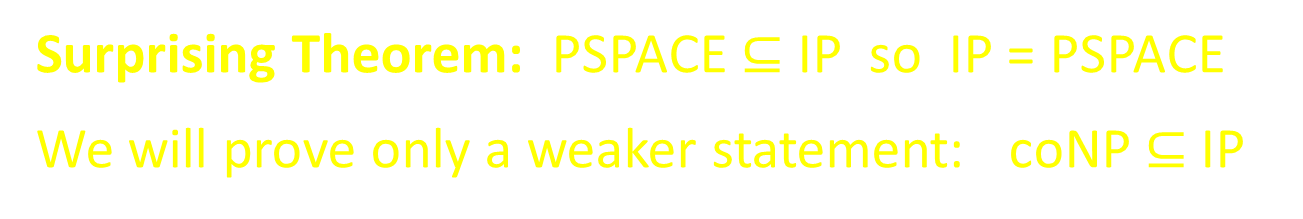 Surprising Theorem: PSPACE ⊆ IP so IP = PSPACE
We will prove only a weaker statement: coNP ⊆ IP